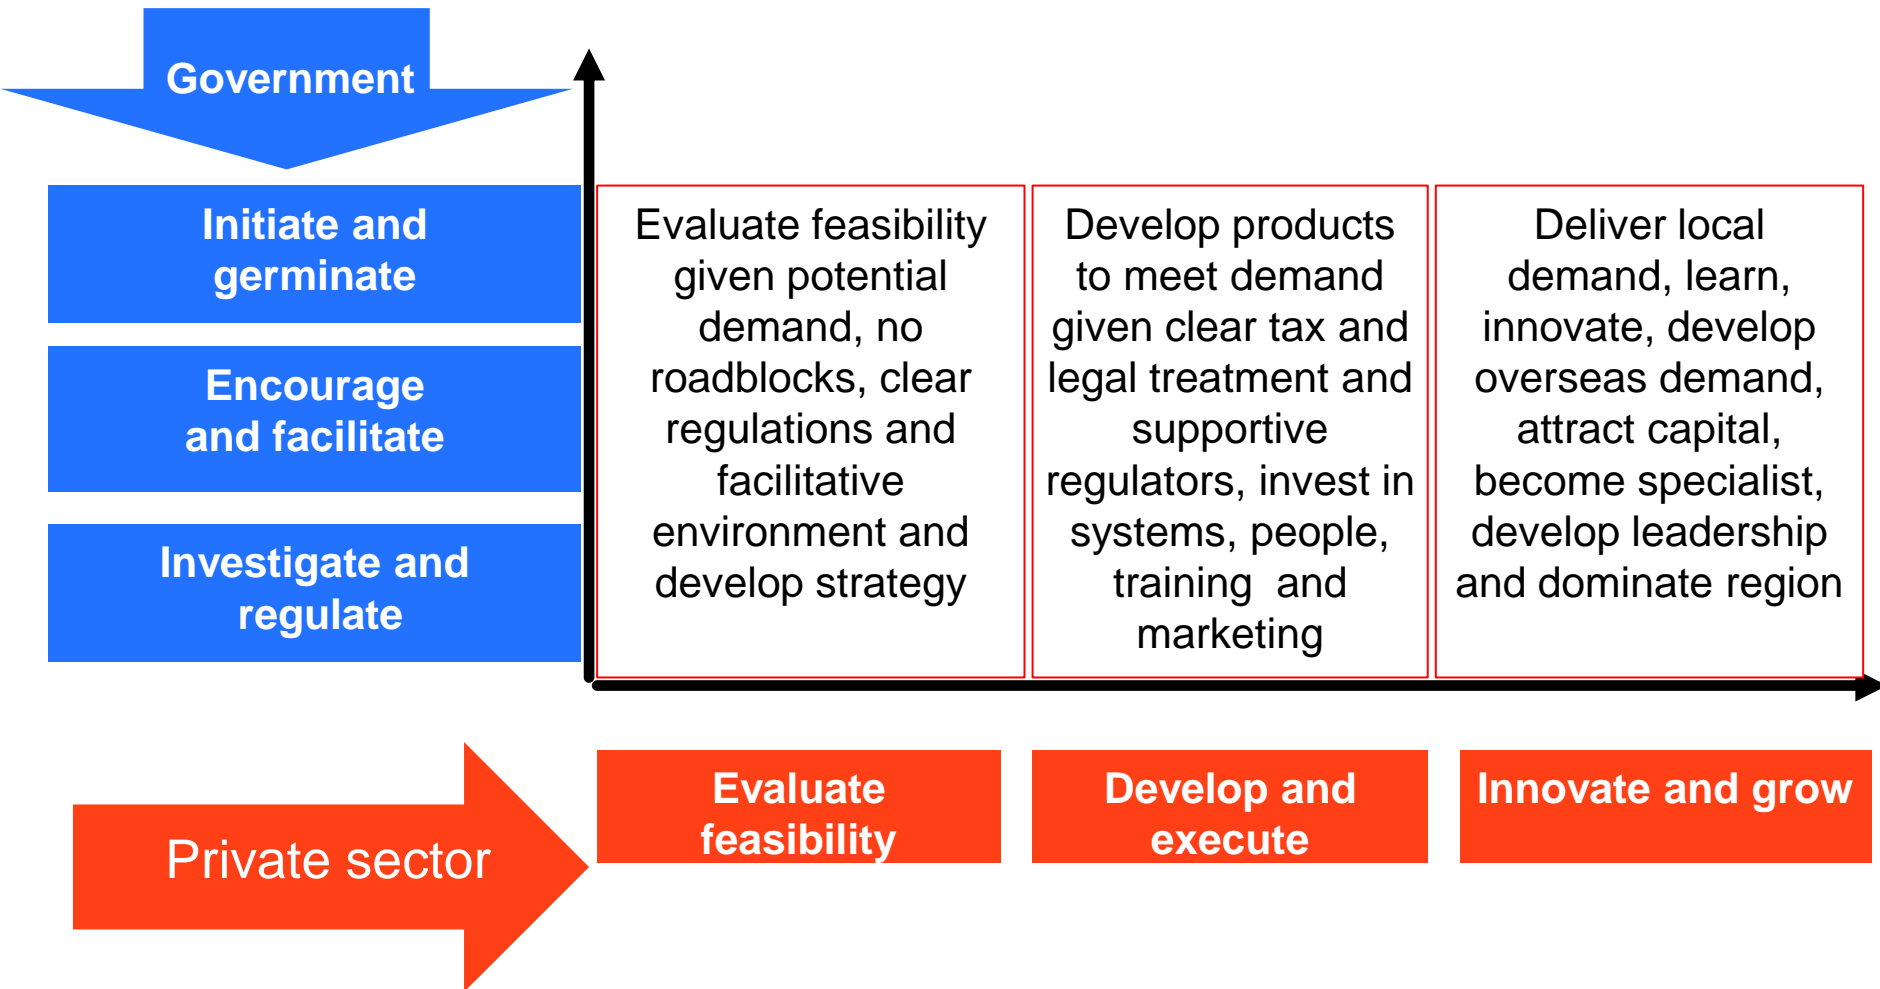 Government
Initiate and
germinate
Encourage
and facilitate
Investigate and
regulate
Evaluate feasibility
given potential
demand, no
roadblocks, clear
regulations and
facilitative
environment and
develop strategy
Develop products
to meet demand
given clear tax and
legal treatment and
supportive
regulators, invest in
systems, people,
training  and
marketing
Deliver local
demand, learn,
innovate, develop
overseas demand,
attract capital,
become specialist,
develop leadership
and dominate region
Private sector
Evaluate
feasibility
Develop and
execute
Innovate and grow